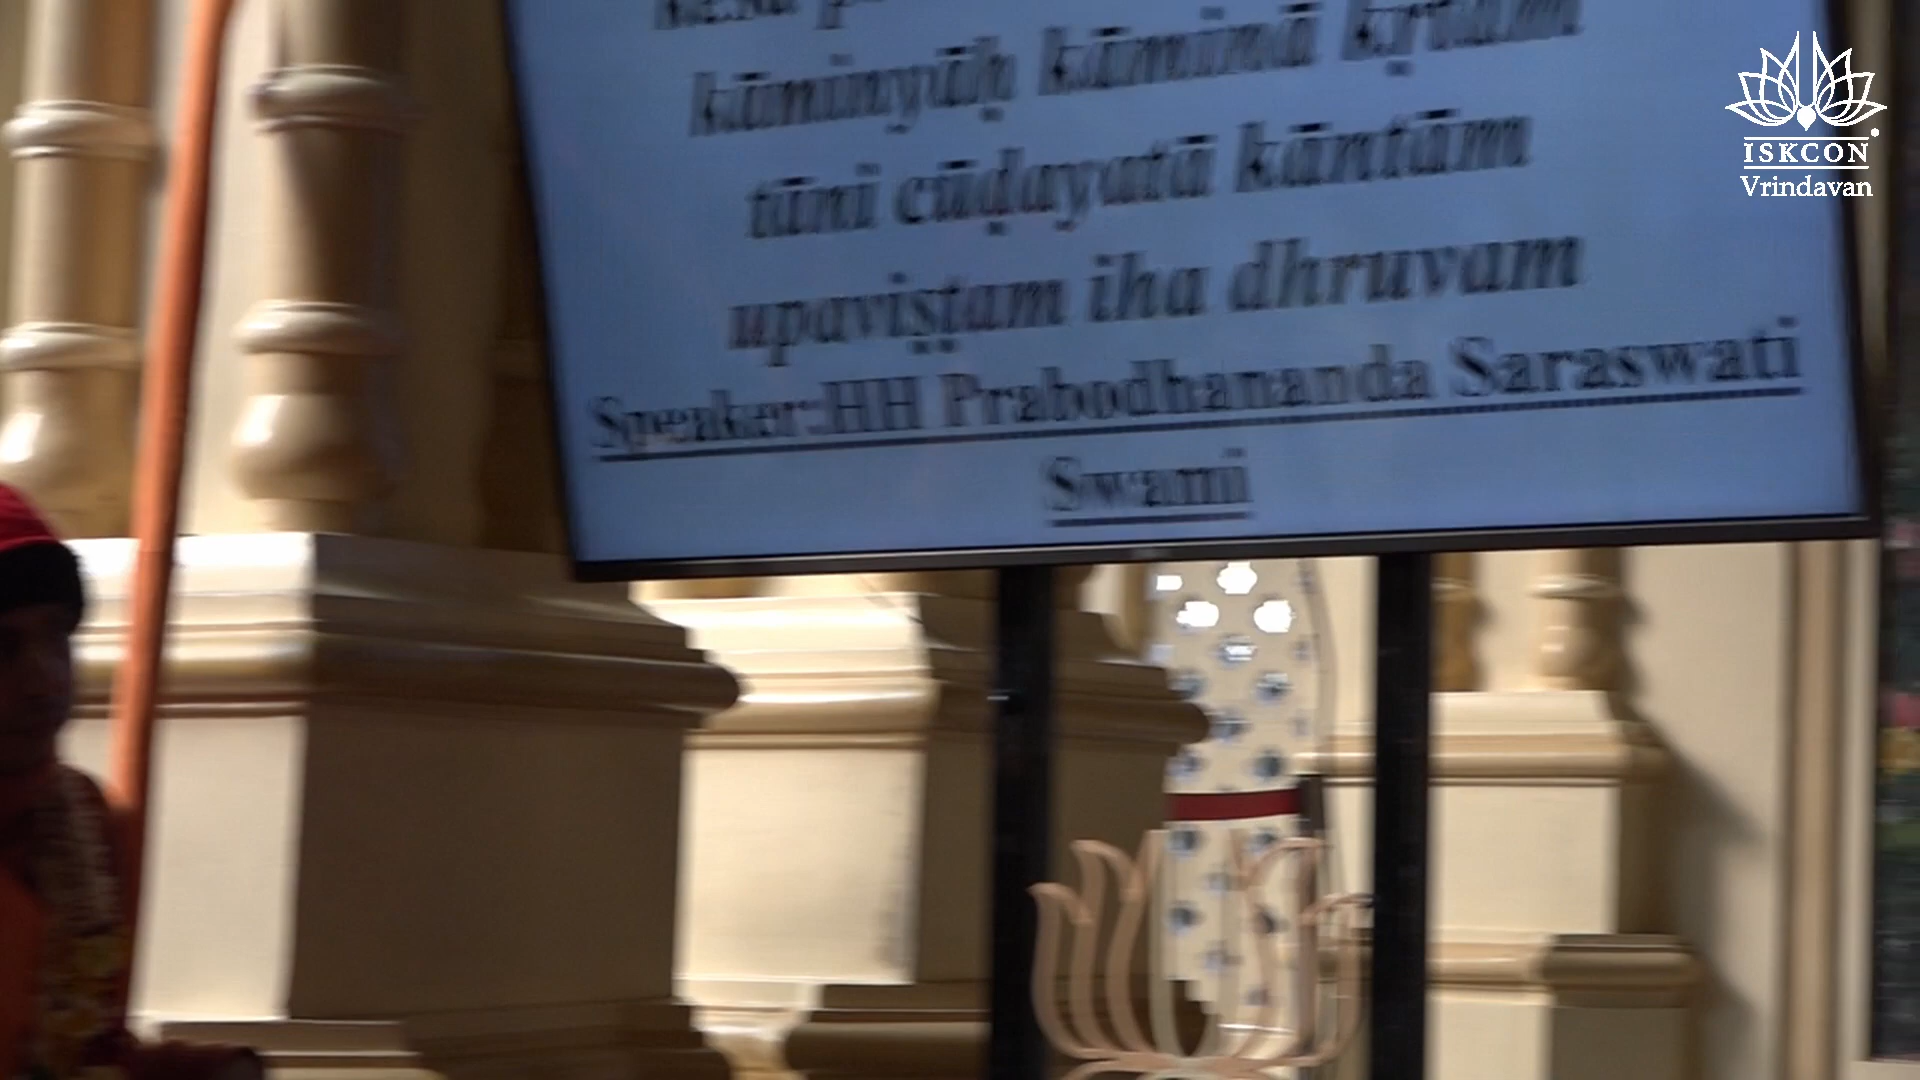 kāminyāḥ kāminā kṛtam
tāni cūḍayatā kāntām
upaviṣṭam iha dhruvam
Speaker:HH Prabodhananda Saraswati
Swami
ISKCON
Vrindavan